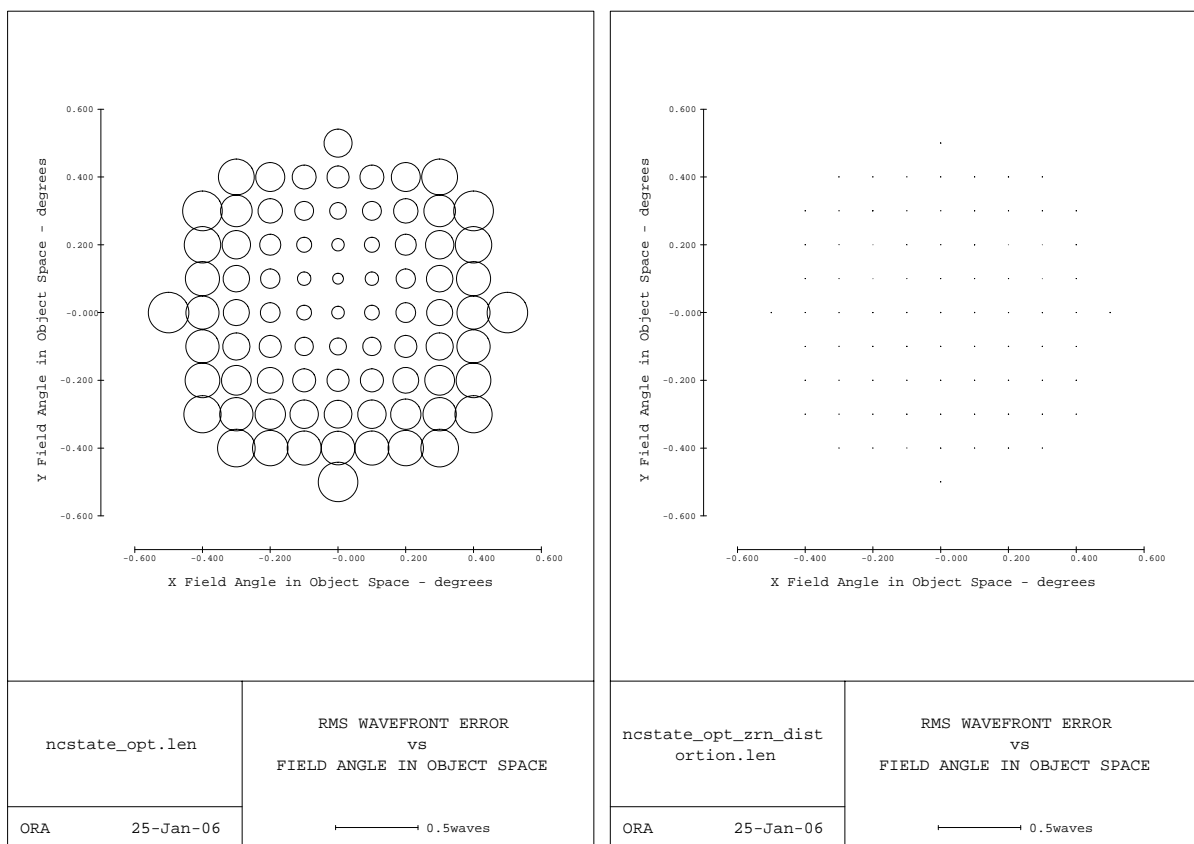 0.600
0.400
0.200
-0.000
-0.200
-0.400
-0.600
Y Field Angle in Object Space - degrees
-0.600 -0.400 -0.200 -0.000 0.200 0.400 0.600
X Field Angle in Object Space - degrees
ncstate_opt.len
RMS WAVEFRONT ERROR
vs
FIELD ANGLE IN OBJECT SPACE
ORA 25-Jan-06
0.5waves
0.600
0.400
0.200
-0.000
-0.200
-0.400
-0.600
Y Field Angle in Object Space - degrees
-0.600 -0.400 -0.200 -0.000 0.200 0.400 0.600
X Field Angle in Object Space - degrees
ncstate_opt_zrn_dist
ortion.len
RMS WAVEFRONT ERROR
vs
FIELD ANGLE IN OBJECT SPACE
ORA 25-Jan-06
0.5waves